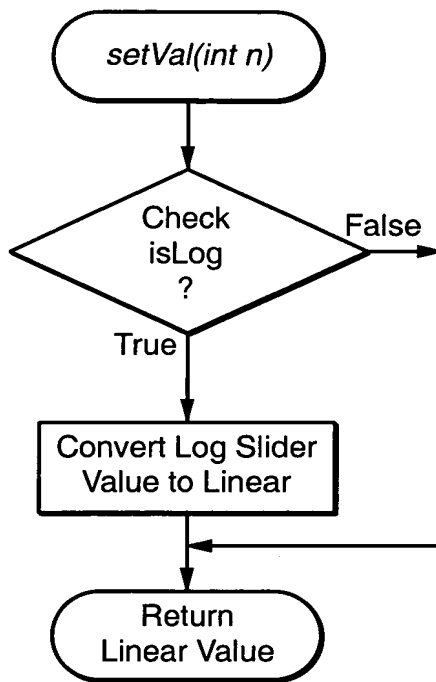 setVal(int n)
Check
isLog
?
False
True
Convert Log Slider
Value to Linear
Return
Linear Value